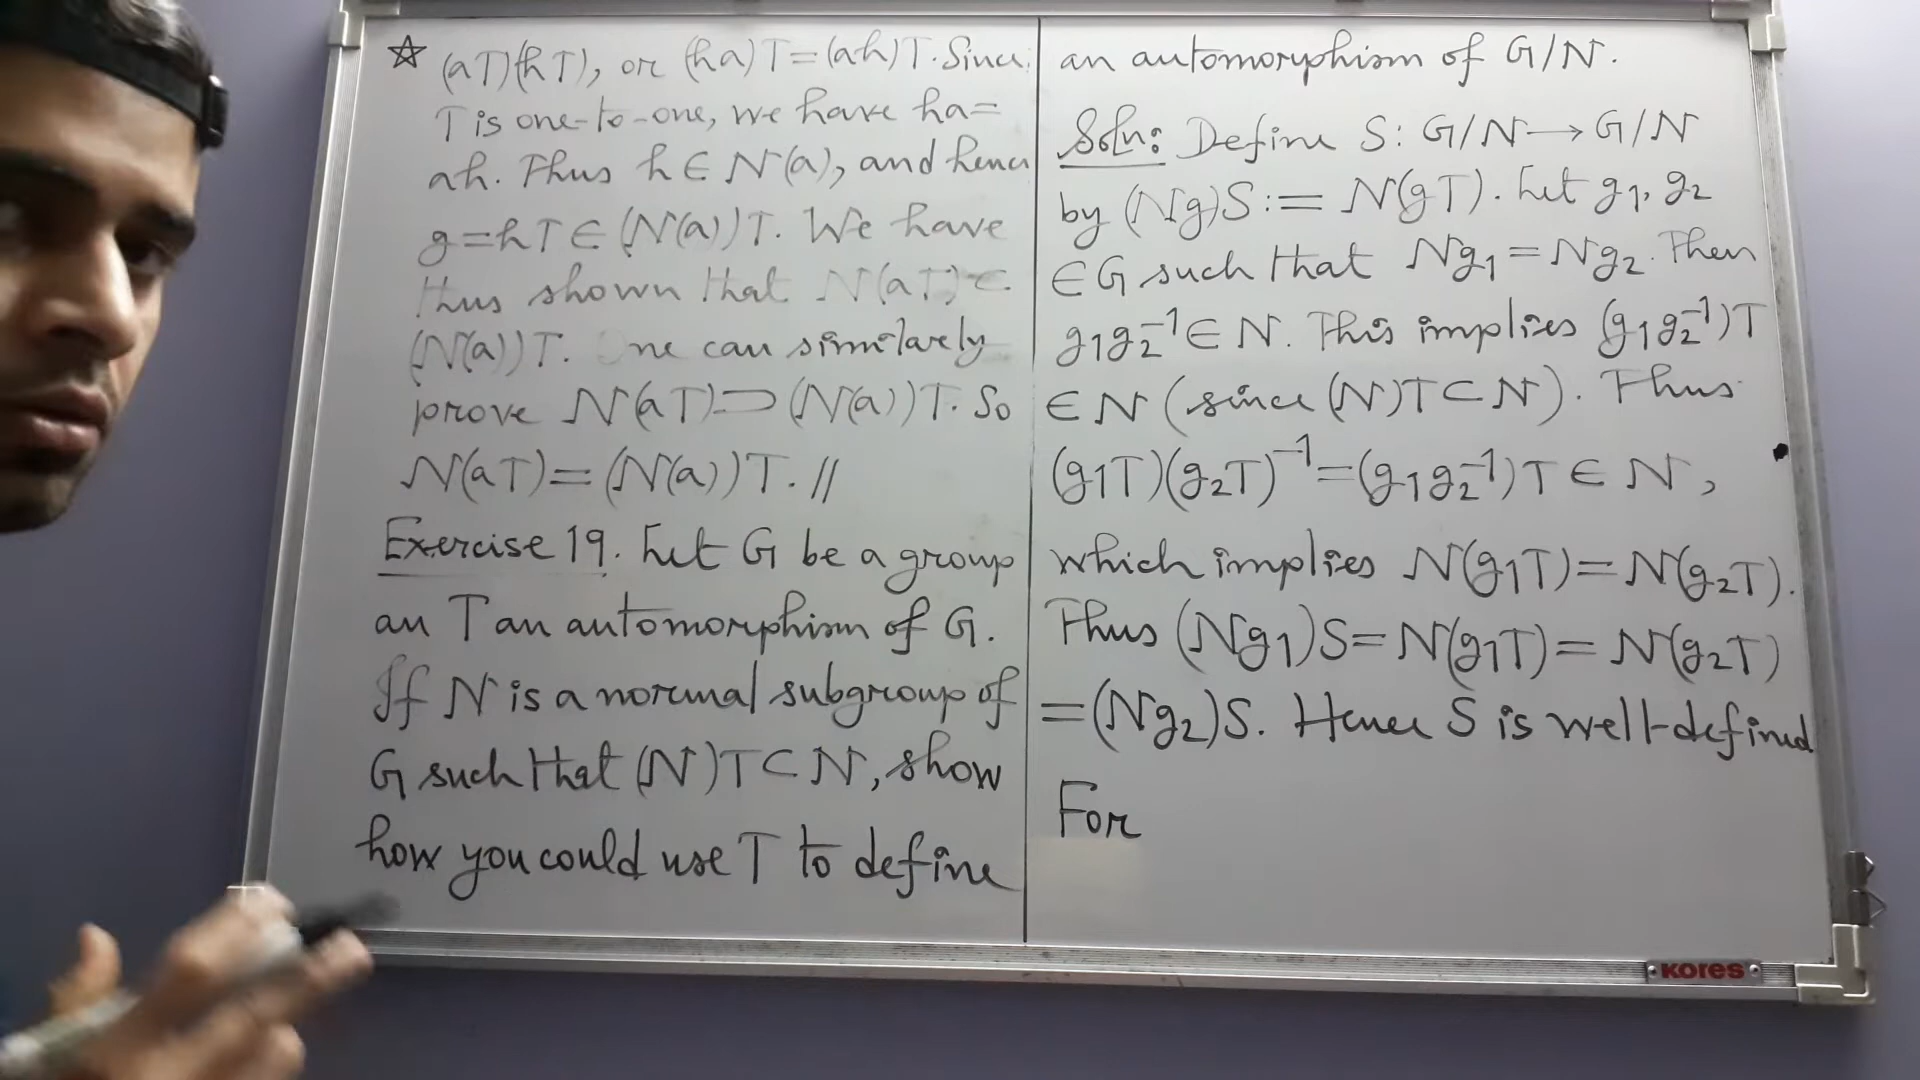 ☆ (aT)(hT), or (ha)T=(ah)T. Since
T is one-to-one, we have ha=
ah. Thus h ∈ N(a), and hence
g=hT ∈ (N(a))T. We have
thus shown that N(aT) ⊂
(N(a))T. One can similarly
prove N(aT) ⊃ (N(a))T. So
N(aT)=(N(a))T. //
Exercise 19. Let G be a group
an T an automorphism of G.
If N is a normal subgroup of
G such that (N)T ⊂ N, show
how you could use T to define
an automorphism of G/N.
Soln: Define S: G/N → G/N
by (Ng)S := N(gT). Let g₁, g₂
∈ G such that Ng₁ = Ng₂. Then
g₁g₂⁻¹ ∈ N. This implies (g₁g₂⁻¹)T
∈ N (since (N)T ⊂ N). Thus
(g₁T)(g₂T)⁻¹ = (g₁g₂⁻¹)T ∈ N,
which implies N(g₁T) = N(g₂T).
Thus (Ng₁)S = N(g₁T) = N(g₂T)
= (Ng₂)S. Hence S is well-defined
For
KORES